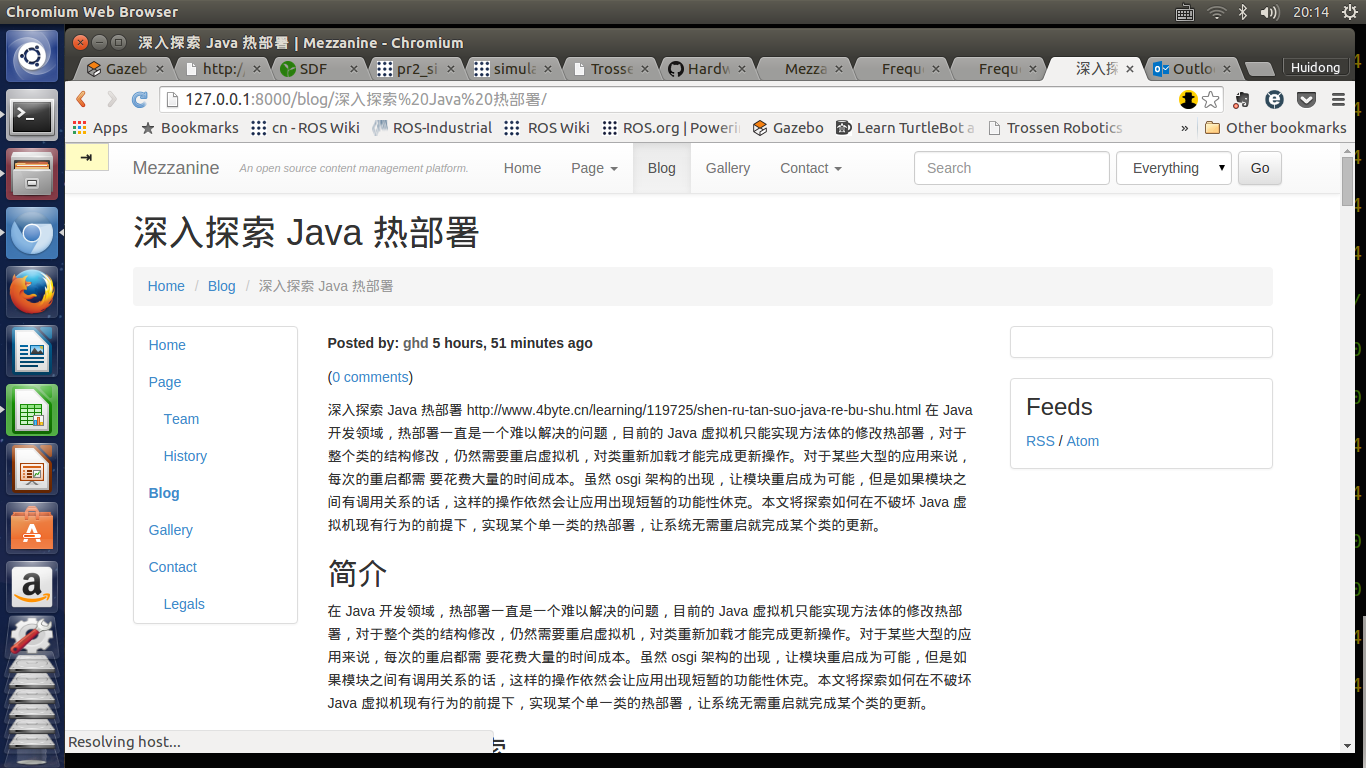 Chromium Web Browser
20:14
深入探索 Java 热部署 | Mezzanine - Chromium
Gazeb
http:/
SDF
pr2_si
simula
Trosse
Hardw
Mezza
Frequ
Frequ
深入探
Outlo
Huidong
127.0.0.1:8000/blog/深入探索%20Java%20热部署/
Apps
Bookmarks
cn - ROS Wiki
ROS-Industrial
ROS Wiki
ROS.org | Powerin
Gazebo
Learn TurtleBot a
Trossen Robotics
»
Other bookmarks
Mezzanine
An open source content management platform.
Home
Page
Blog
Gallery
Contact
Search
Everything
Go
深入探索 Java 热部署
Home / Blog / 深入探索 Java 热部署
Home
Page
Team
History
Blog
Gallery
Contact
Legals
Posted by: ghd 5 hours, 51 minutes ago
(0 comments)
深入探索 Java 热部署 http://www.4byte.cn/learning/119725/shen-ru-tan-suo-java-re-bu-shu.html 在 Java
开发领域，热部署一直是一个难以解决的问题，目前的 Java 虚拟机只能实现方法体的修改热部署，对于
整个类的结构修改，仍然需要重启虚拟机，对类重新加载才能完成更新操作。对于某些大型的应用来说，
每次的重启都需 要花费大量的时间成本。虽然 osgi 架构的出现，让模块重启成为可能，但是如果模块之
间有调用关系的话，这样的操作依然会让应用出现短暂的功能性休克。本文将探索如何在不破坏 Java 虚
拟机现有行为的前提下，实现某个单一类的热部署，让系统无需重启就完成某个类的更新。
简介
在 Java 开发领域，热部署一直是一个难以解决的问题，目前的 Java 虚拟机只能实现方法体的修改热部
署，对于整个类的结构修改，仍然需要重启虚拟机，对类重新加载才能完成更新操作。对于某些大型的应
用来说，每次的重启都需 要花费大量的时间成本。虽然 osgi 架构的出现，让模块重启成为可能，但是如
果模块之间有调用关系的话，这样的操作依然会让应用出现短暂的功能性休克。本文将探索如何在不破坏
Java 虚拟机现有行为的前提下，实现某个单一类的热部署，让系统无需重启就完成某个类的更新。
Feeds
RSS / Atom
Resolving host...